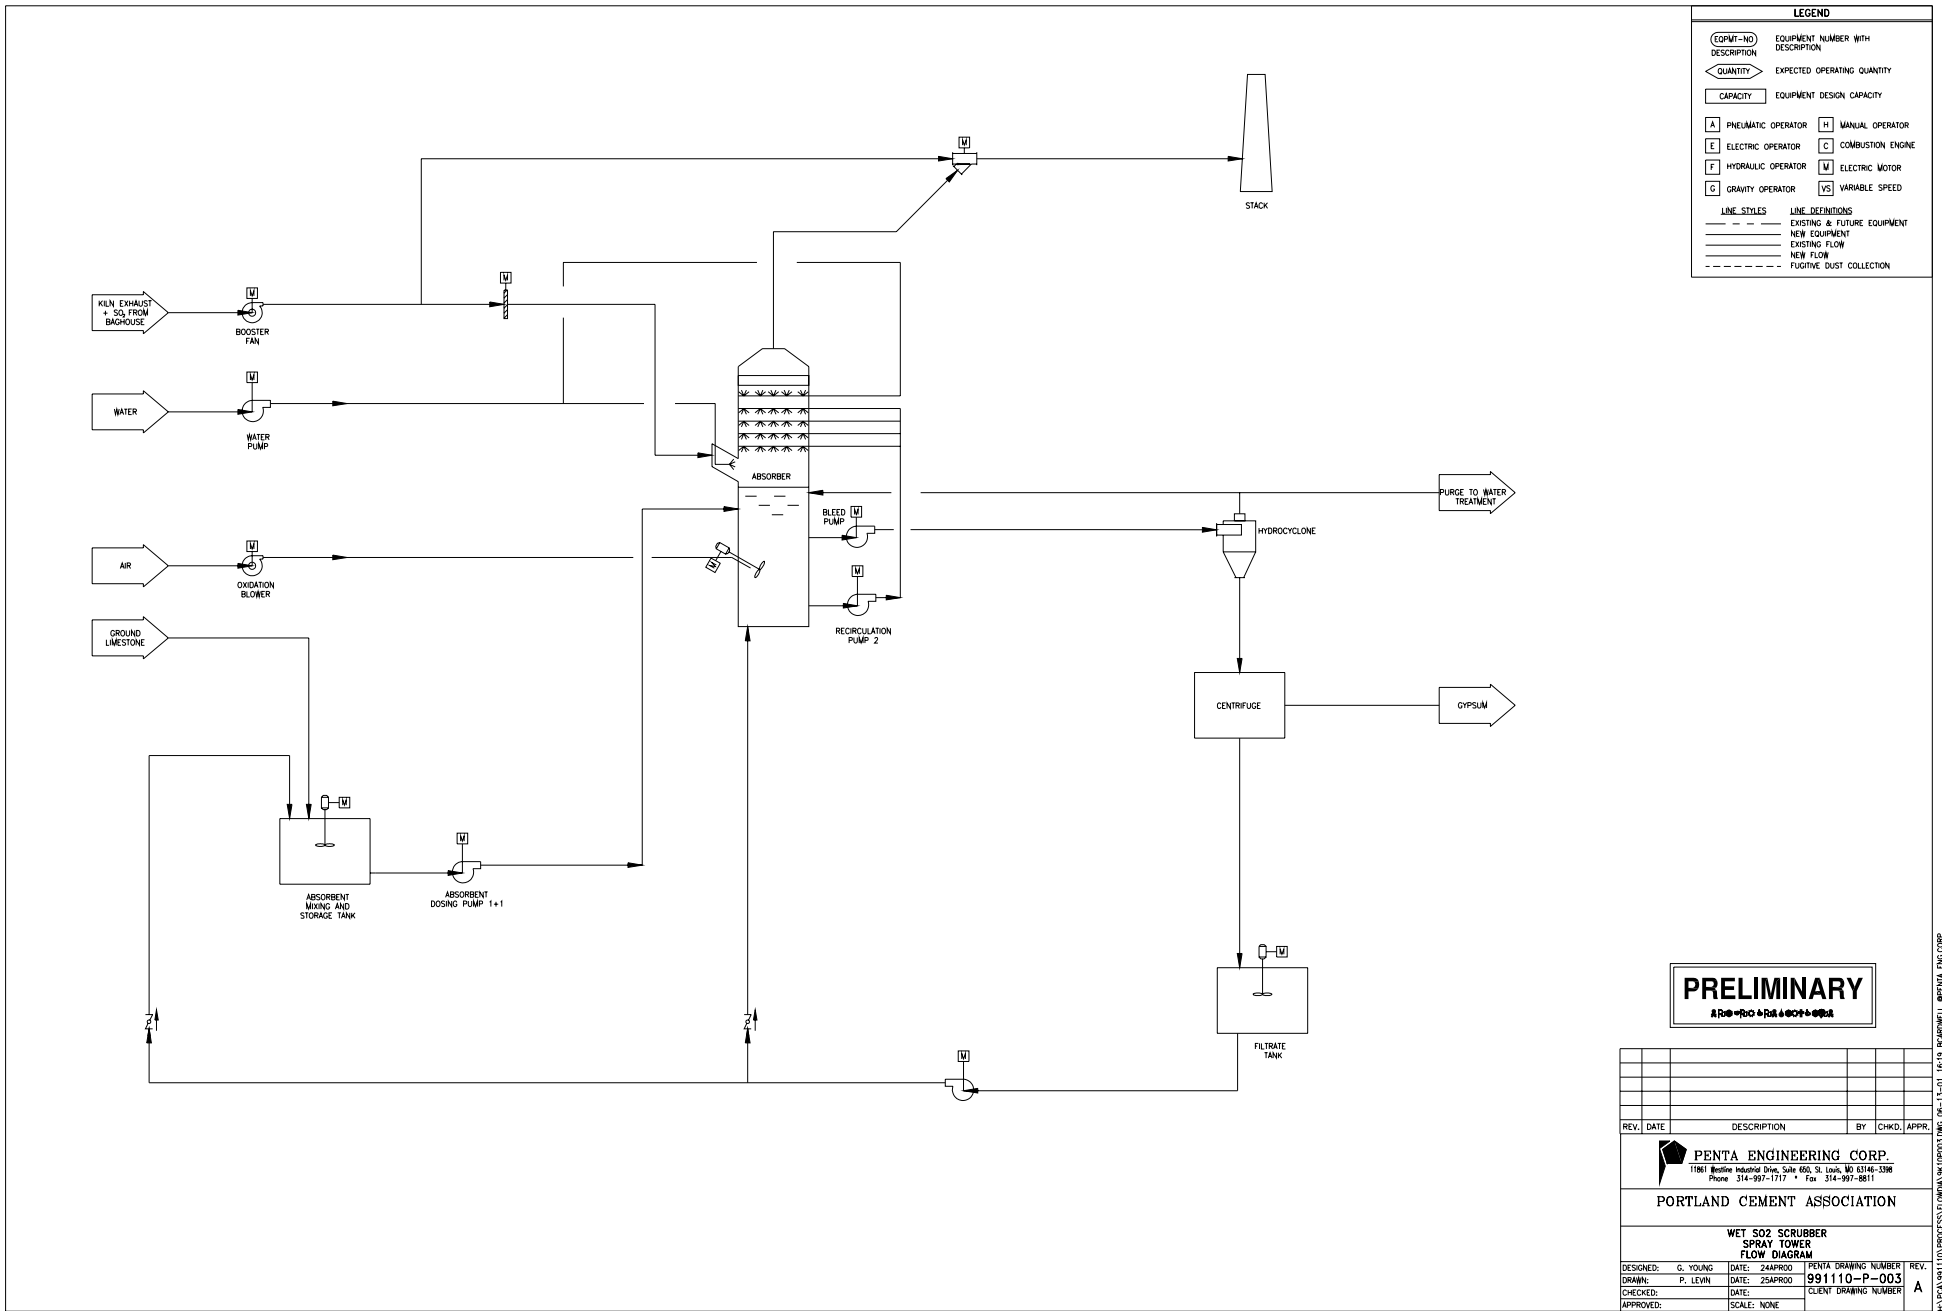 LEGEND
EQPMT-NO
DESCRIPTION
EQUIPMENT NUMBER WITH
DESCRIPTION
QUANTITY
EXPECTED OPERATING QUANTITY
CAPACITY
EQUIPMENT DESIGN CAPACITY
A PNEUMATIC OPERATOR H MANUAL OPERATOR
E ELECTRIC OPERATOR C COMBUSTION ENGINE
F HYDRAULIC OPERATOR M ELECTRIC MOTOR
G GRAVITY OPERATOR VS VARIABLE SPEED
LINE STYLES LINE DEFINITIONS
EXISTING & FUTURE EQUIPMENT
NEW EQUIPMENT
EXISTING FLOW
NEW FLOW
FUGITIVE DUST COLLECTION
M
STACK
M
KILN EXHAUST
+ SO2 FROM
BAGHOUSE
M
BOOSTER
FAN
WATER
M
WATER
PUMP
ABSORBER
PURGE TO WATER
TREATMENT
BLEED
PUMP
M
HYDROCYCLONE
AIR
M
OXIDATION
BLOWER
M
M
RECIRCULATION
PUMP 2
GROUND
LIMESTONE
CENTRIFUGE
GYPSUM
M
ABSORBENT
MIXING AND
STORAGE TANK
M
ABSORBENT
DOSING PUMP 1+1
M
FILTRATE
TANK
M
PRELIMINARY
REV. DATE DESCRIPTION BY CHKD. APPR.
PENTA ENGINEERING CORP.
11861 Westline Industrial Drive, Suite 650, St. Louis, MO 63146-3398
Phone 314-997-1717 * Fax 314-997-8811
PORTLAND CEMENT ASSOCIATION
WET SO2 SCRUBBER
SPRAY TOWER
FLOW DIAGRAM
DESIGNED: G. YOUNG DATE: 24APR00 PENTA DRAWING NUMBER REV.
DRAWN: P. LEVIN DATE: 25APR00 991110-P-003 A
CHECKED: DATE: CLIENT DRAWING NUMBER
APPROVED: SCALE: NONE